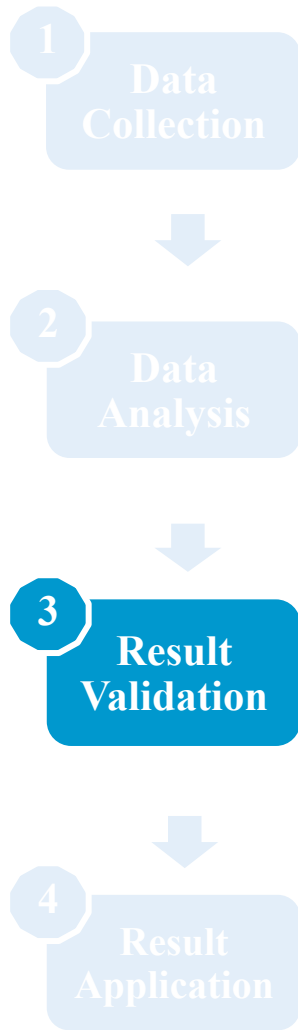 1
Data
Collection
2
Data
Analysis
3
Result
Validation
4
Result
Application